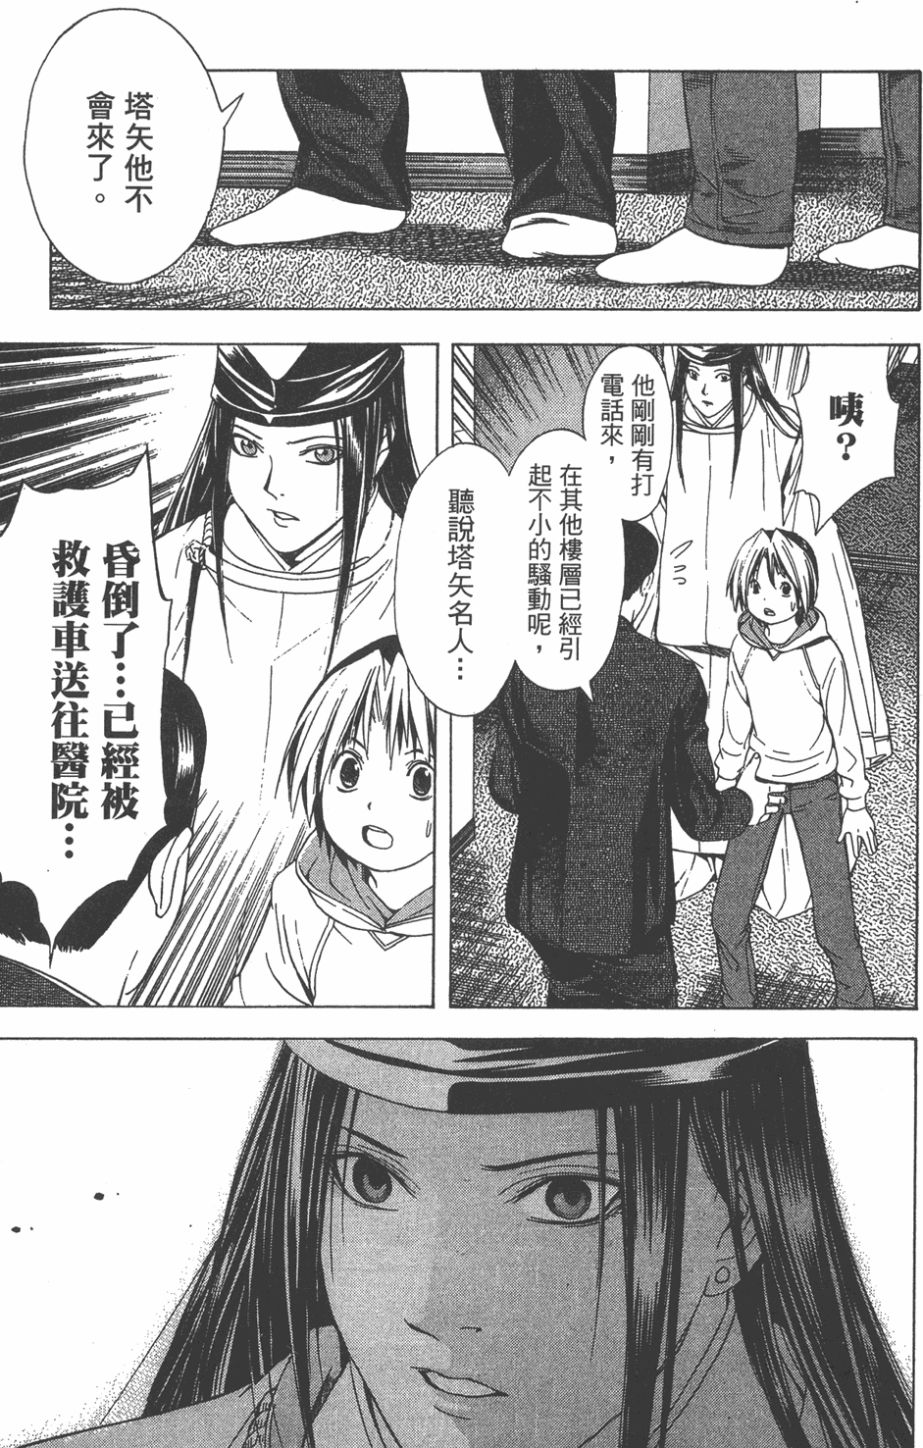 塔矢他不
會來了。
咦？
他剛剛有打
電話來，
在其他樓層已經引
起不小的騷動呢，
聽說塔矢名人…
昏倒了…已經被
救護車送往醫院…